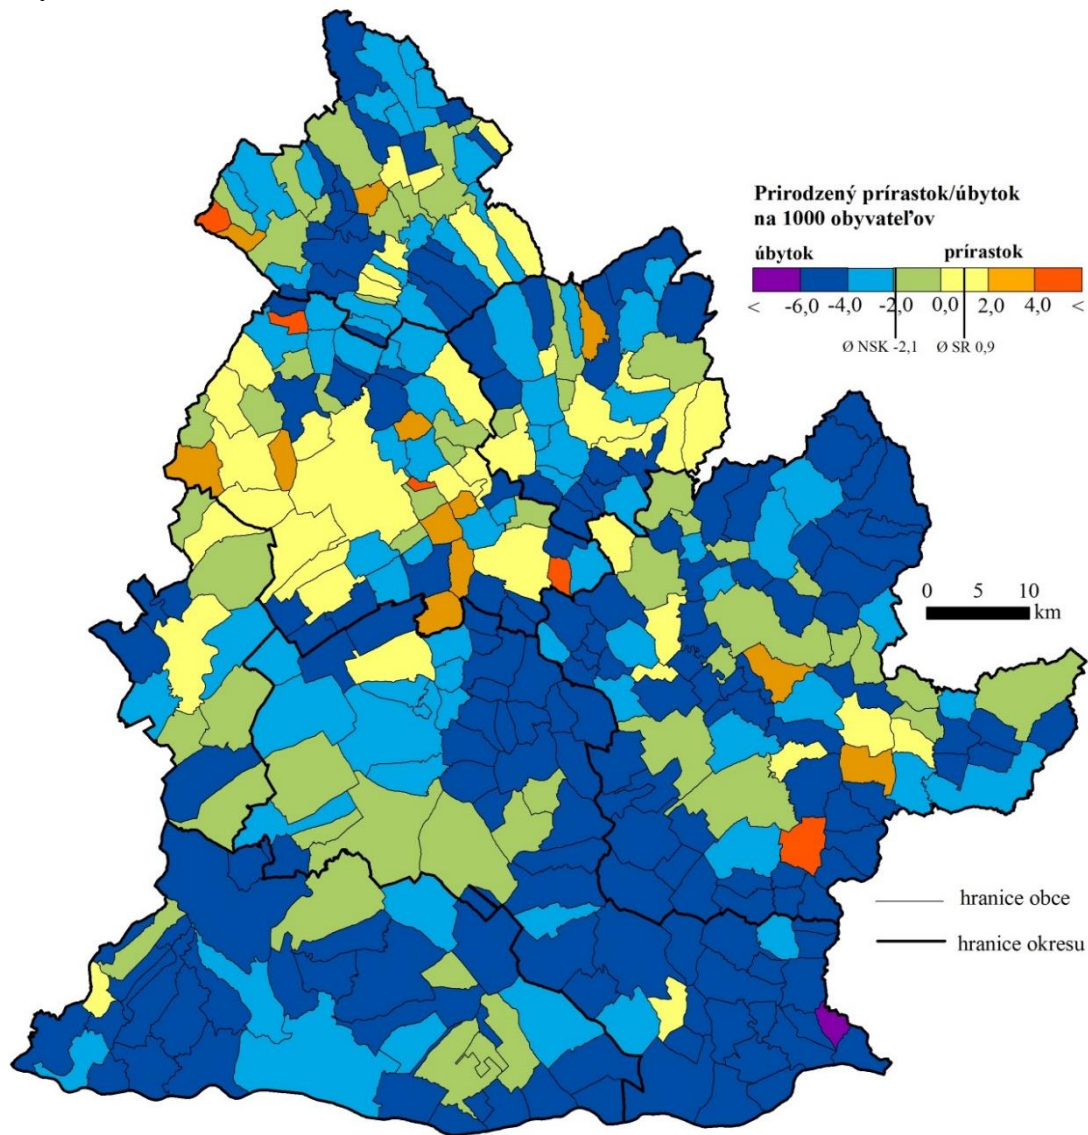 Prirodzený prírastok/úbytok
na 1000 obyvateľov
úbytok prírastok
< -6,0 -4,0 -2,0 0,0 2,0 4,0 <
Ø NSK -2,1 Ø SR 0,9
0 5 10
km
hranice obce
hranice okresu